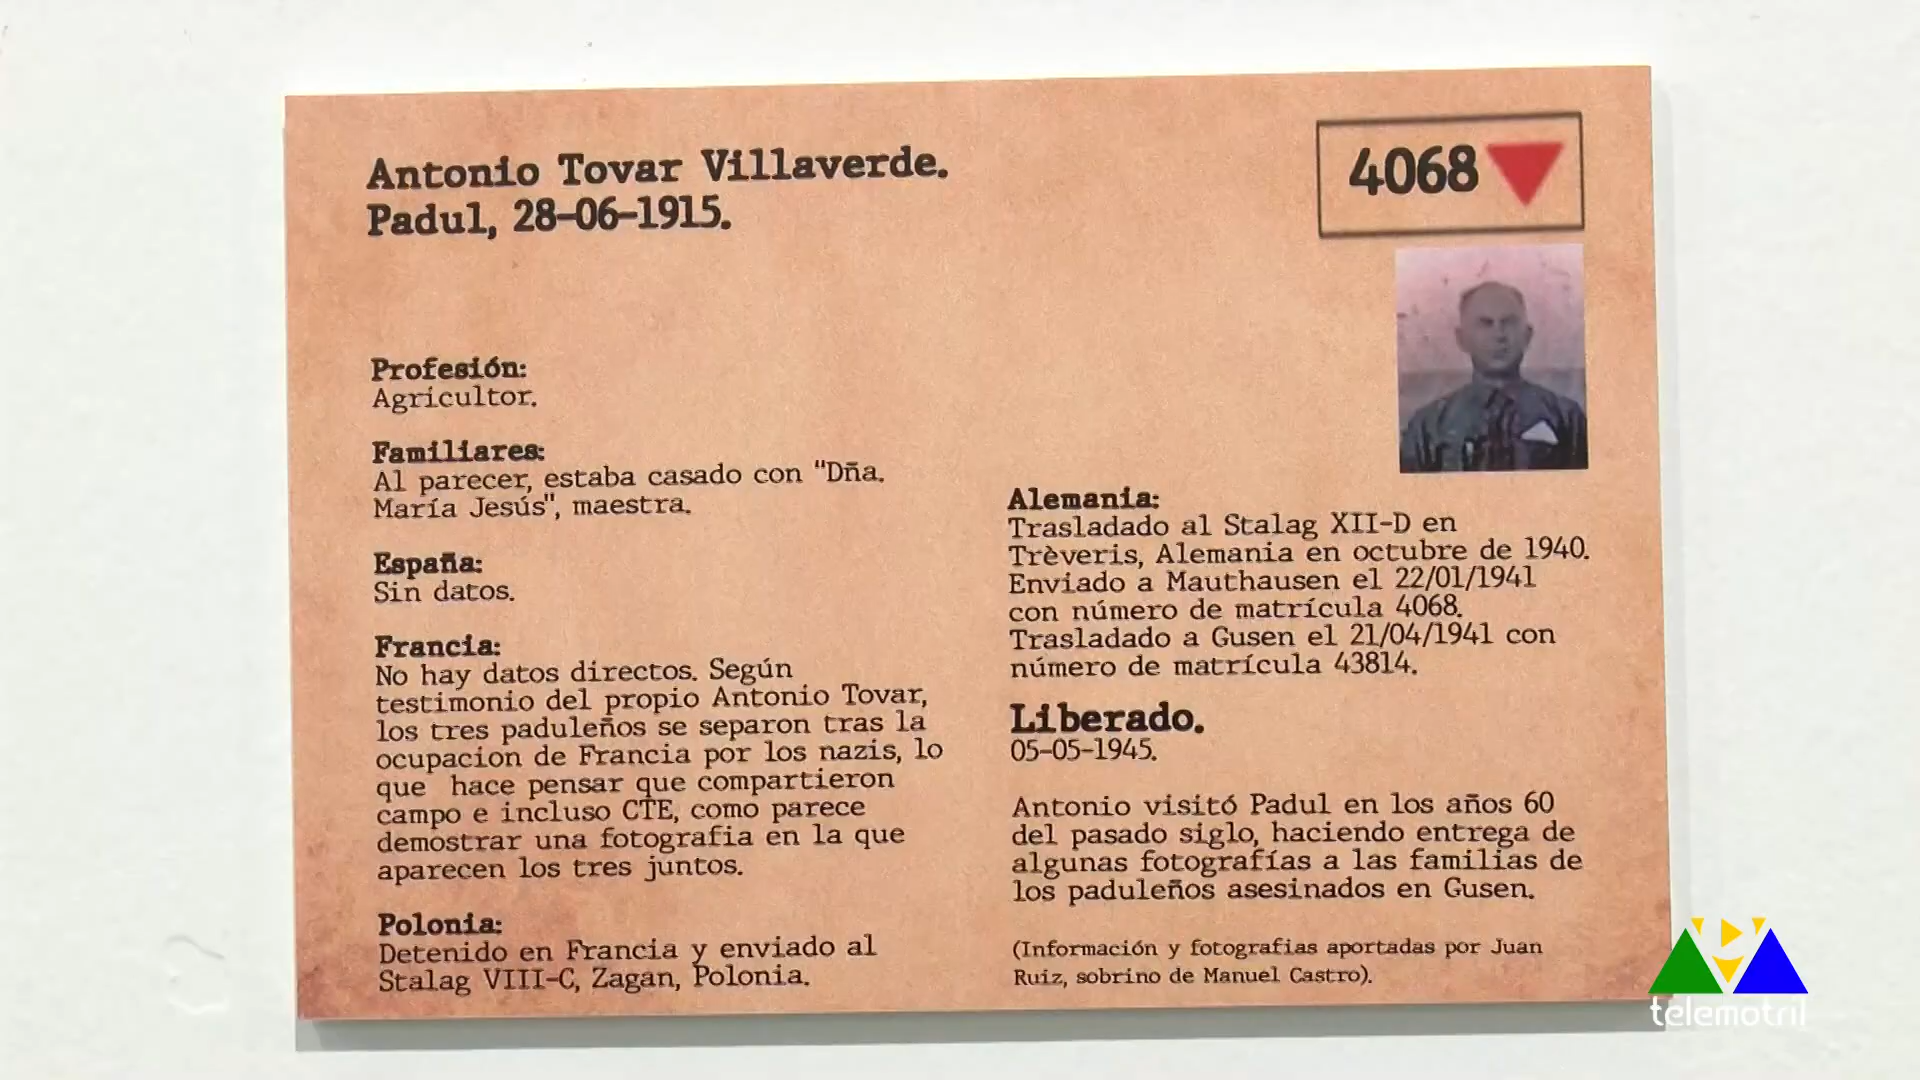 Antonio Tovar Villaverde.
Padul, 28-06-1915.
4068
Profesión:
Agricultor.
Familiares:
Al parecer, estaba casado con "Dña.
María Jesús", maestra.
España:
Sin datos.
Francia:
No hay datos directos. Según
testimonio del propio Antonio Tovar,
los tres paduleños se separon tras la
ocupacion de Francia por los nazis, lo
que hace pensar que compartieron
campo e incluso CTE, como parece
demostrar una fotografia en la que
aparecen los tres juntos.
Polonia:
Detenido en Francia y enviado al
Stalag VIII-C, Zagan, Polonia.
Alemania:
Trasladado al Stalag XII-D en
Trèveris, Alemania en octubre de 1940.
Enviado a Mauthausen el 22/01/1941
con número de matrícula 4068.
Trasladado a Gusen el 21/04/1941 con
número de matrícula 43814.
Liberado.
05-05-1945.
Antonio visitó Padul en los años 60
del pasado siglo, haciendo entrega de
algunas fotografías a las familias de
los paduleños asesinados en Gusen.
(Información y fotografias aportadas por Juan
Ruiz, sobrino de Manuel Castro).
telemotril